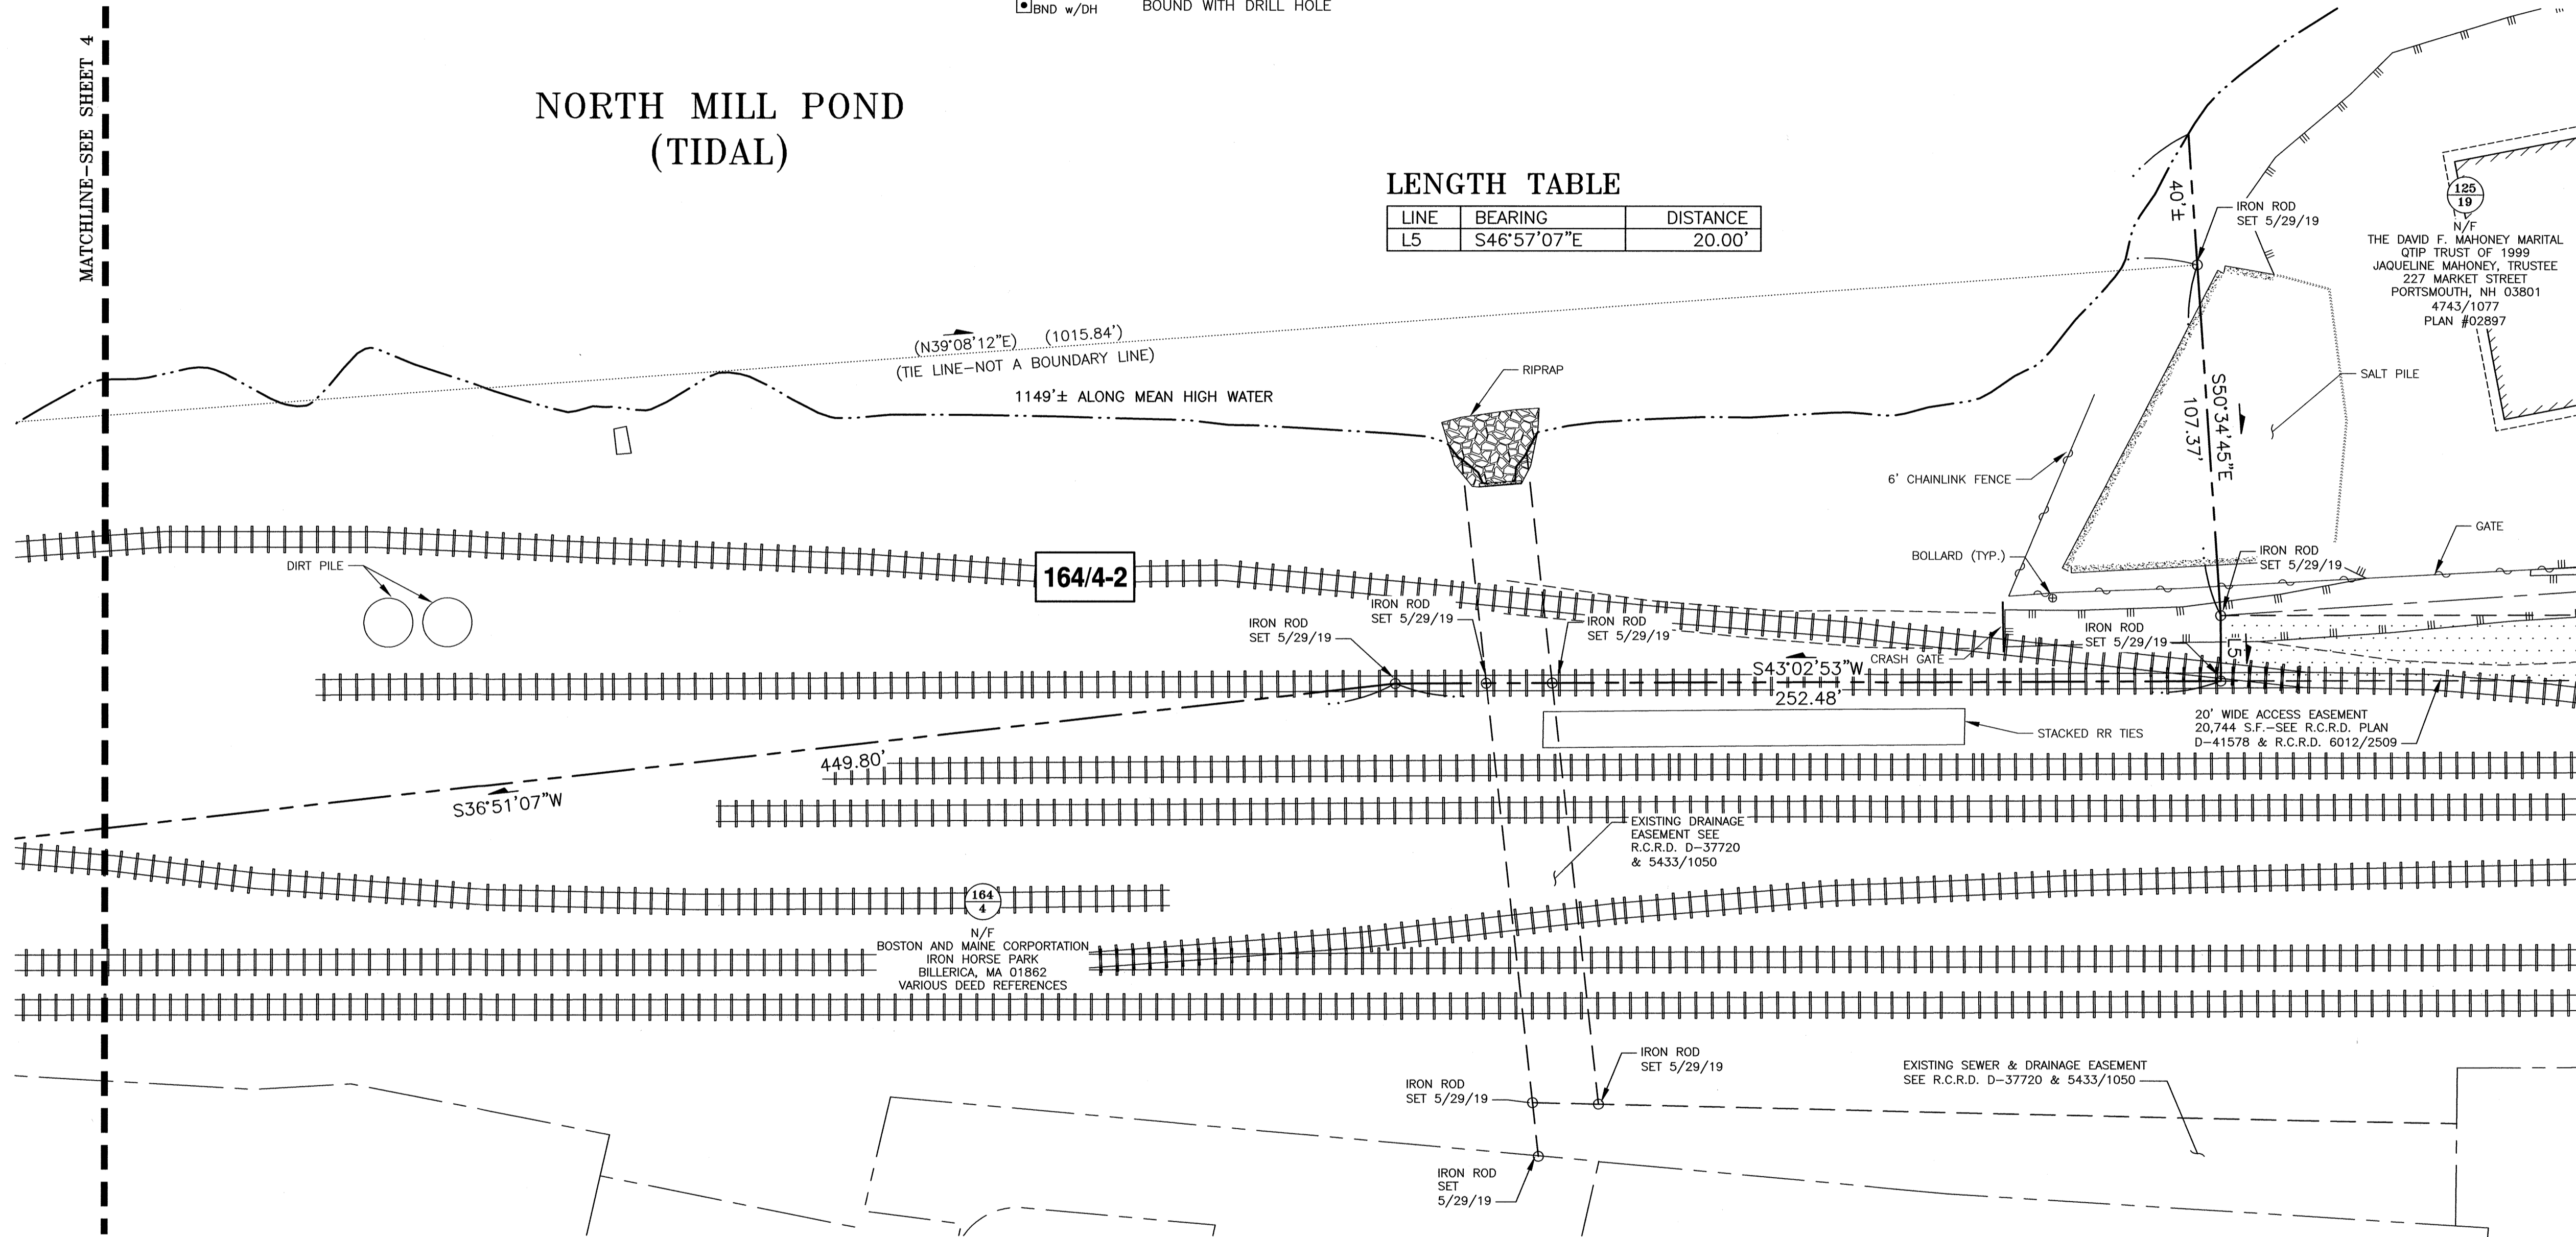 BND w/DH BOUND WITH DRILL HOLE
MATCHLINE-SEE SHEET 4
NORTH MILL POND
(TIDAL)
LENGTH TABLE
LINE BEARING DISTANCE
L5 S46°57'07"E 20.00'
40'±
IRON ROD
SET 5/29/19
125
19
N/F
THE DAVID F. MAHONEY MARITAL
QTIP TRUST OF 1999
JAQUELINE MAHONEY, TRUSTEE
227 MARKET STREET
PORTSMOUTH, NH 03801
4743/1077
PLAN #02897
(N39°08'12"E) (1015.84')
(TIE LINE-NOT A BOUNDARY LINE)
1149'± ALONG MEAN HIGH WATER
RIPRAP
SALT PILE
S50°34'45"E
107.37'
6' CHAINLINK FENCE
GATE
BOLLARD (TYP.)
IRON ROD
SET 5/29/19
DIRT PILE
164/4-2
IRON ROD
SET 5/29/19
IRON ROD
SET 5/29/19
IRON ROD
SET 5/29/19
IRON ROD
SET 5/29/19
L5
CRASH GATE
S43°02'53"W
252.48'
20' WIDE ACCESS EASEMENT
20,744 S.F.-SEE R.C.R.D. PLAN
D-41578 & R.C.R.D. 6012/2509
STACKED RR TIES
449.80'
S36°51'07"W
EXISTING DRAINAGE
EASEMENT SEE
R.C.R.D. D-37720
& 5433/1050
164
4
N/F
BOSTON AND MAINE CORPORTATION
IRON HORSE PARK
BILLERICA, MA 01862
VARIOUS DEED REFERENCES
IRON ROD
SET 5/29/19
IRON ROD
SET 5/29/19
EXISTING SEWER & DRAINAGE EASEMENT
SEE R.C.R.D. D-37720 & 5433/1050
IRON ROD
SET
5/29/19